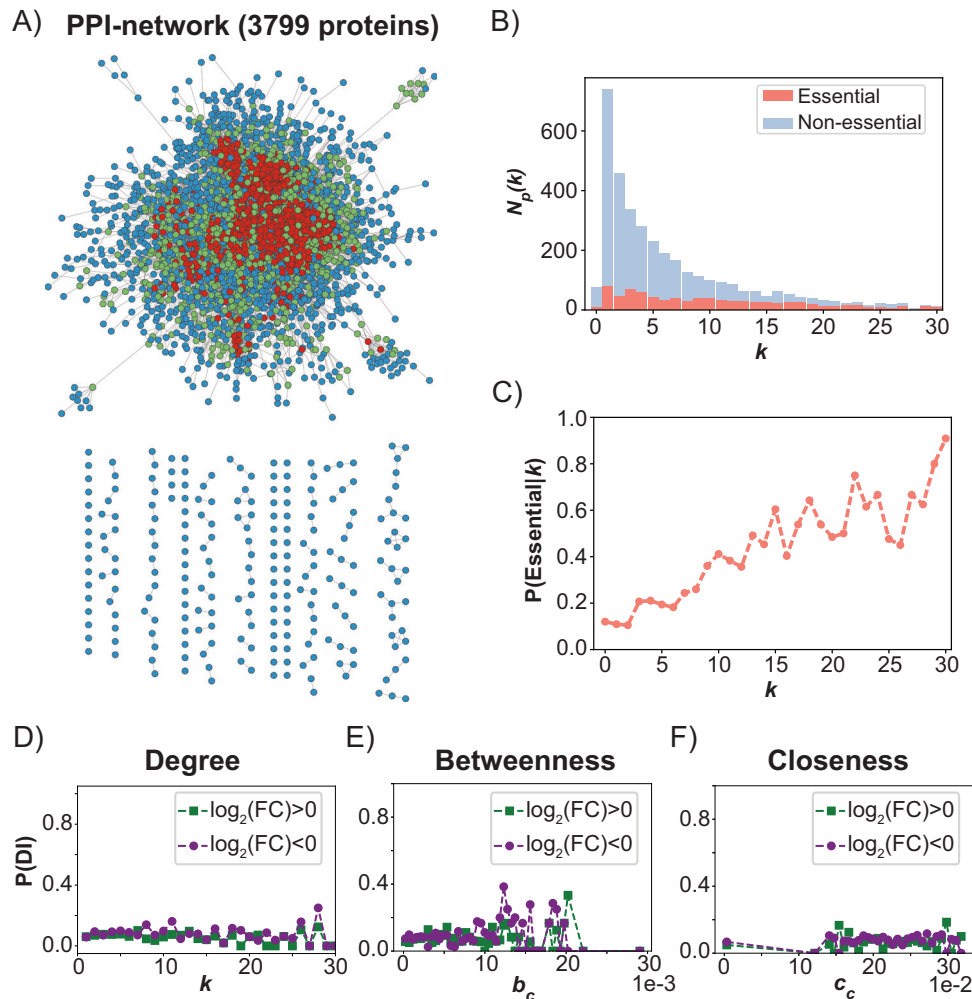 A) PPI-network (3799 proteins)
B)
Essential
Non-essential
600
400
200
0
N_p(k)
0 5 10 15 20 25 30
k
C)
1.0
0.8
0.6
0.4
0.2
0.0
P(Essential|k)
0 5 10 15 20 25 30
k
D) Degree
log₂(FC)>0
log₂(FC)<0
0.8
0.4
0.0
P(DI)
0 10 20 30
k
E) Betweenness
log₂(FC)>0
log₂(FC)<0
0.8
0.4
0.0
0 10 20 30
1e-3
b_c
F) Closeness
log₂(FC)>0
log₂(FC)<0
0.8
0.4
0.0
0 10 20 30
1e-2
c_c